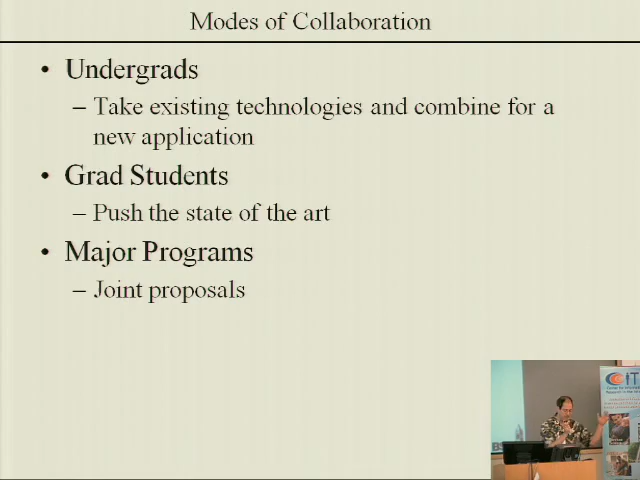 Modes of Collaboration
• Undergrads
– Take existing technologies and combine for a
new application
• Grad Students
– Push the state of the art
• Major Programs
– Joint proposals